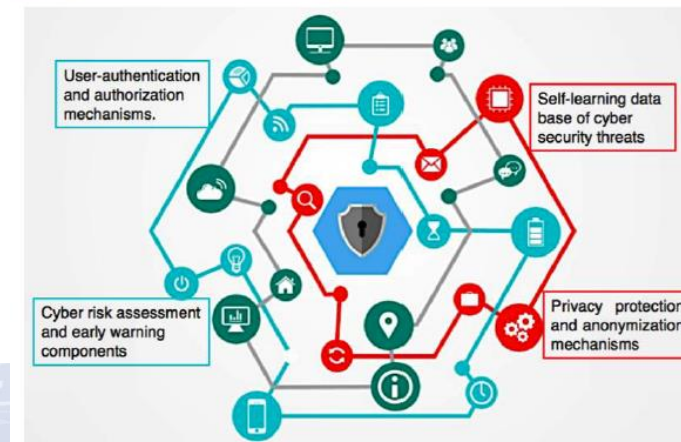 User-authentication
and authorization
mechanisms.
Self-learning data
base of cyber
security threats
Cyber risk assessment
and early warning
components
Privacy protection
and anonymization
mechanisms